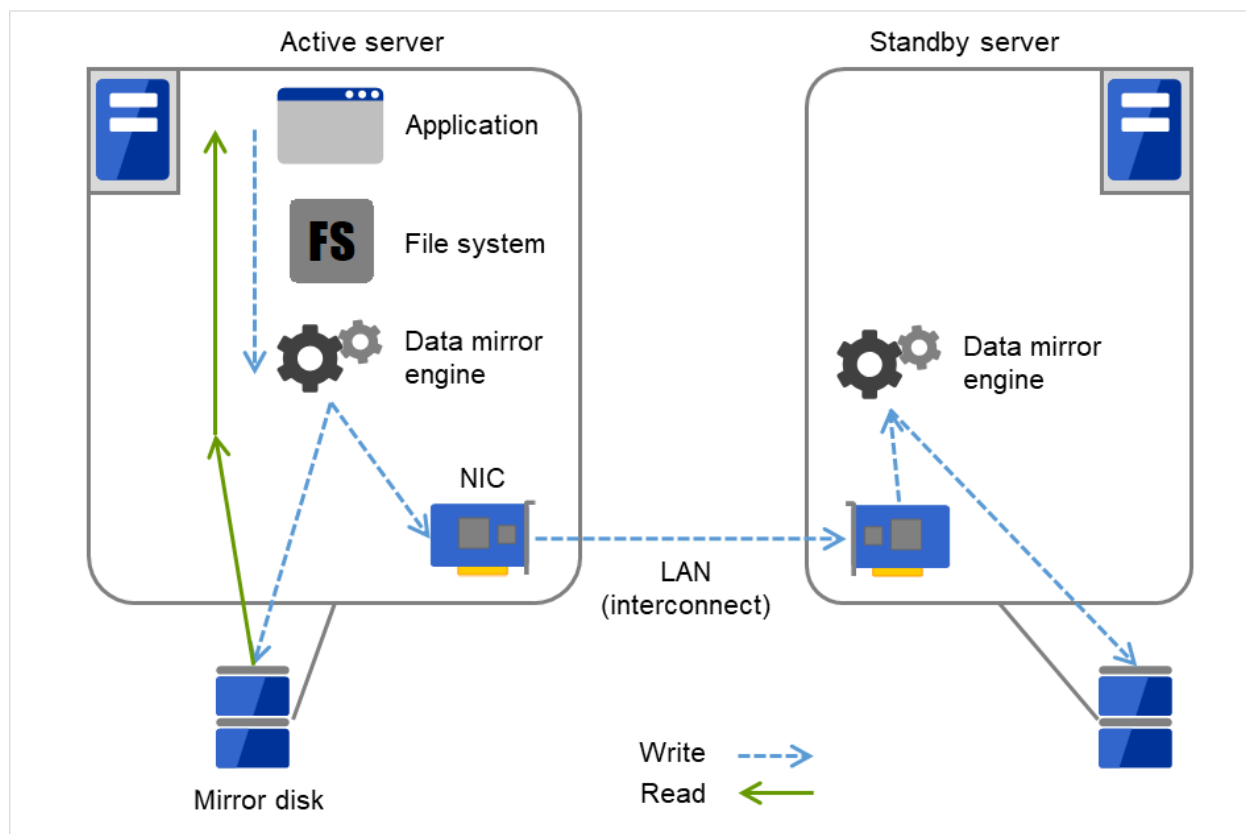 Active server
Standby server
Application
FS
File system
Data mirror
engine
Data mirror
engine
NIC
LAN
(interconnect)
Write
Read
Mirror disk